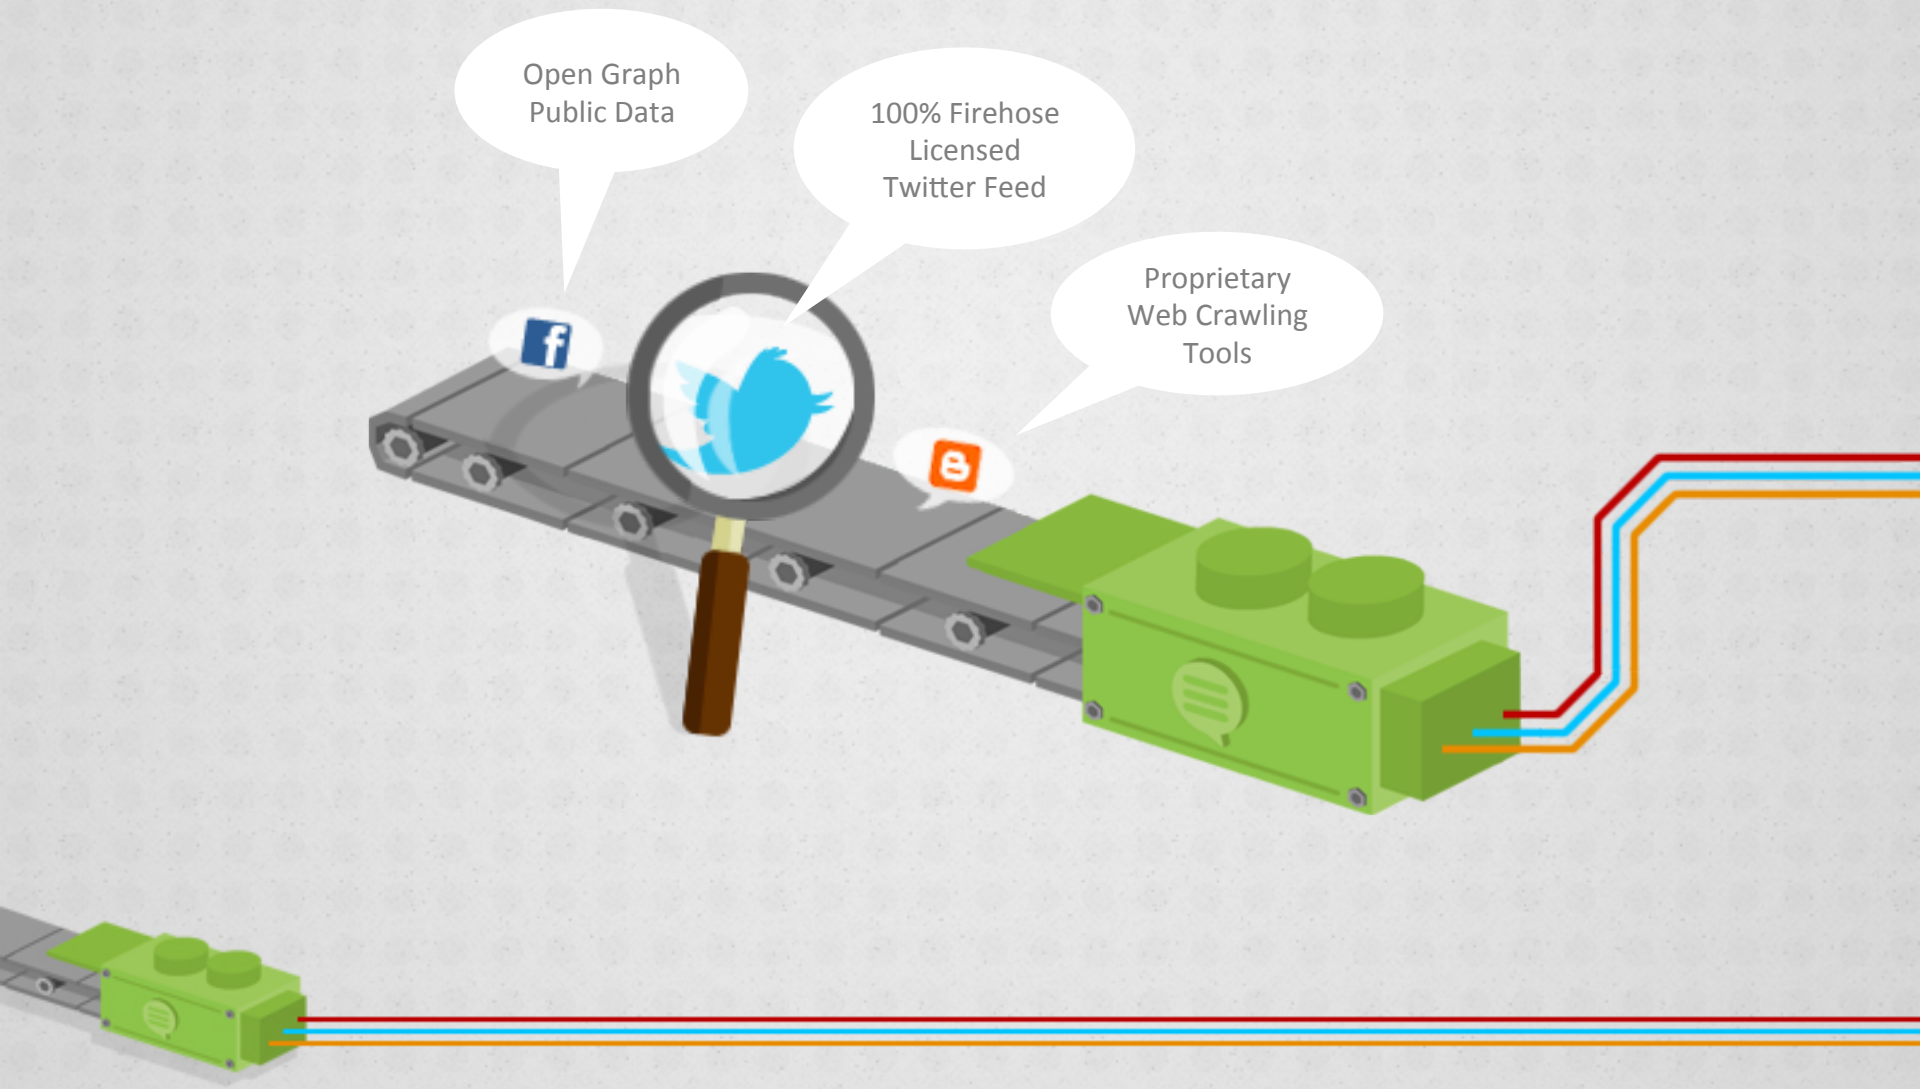 Open Graph
Public Data
100% Firehose
Licensed
Twitter Feed
Proprietary
Web Crawling
Tools